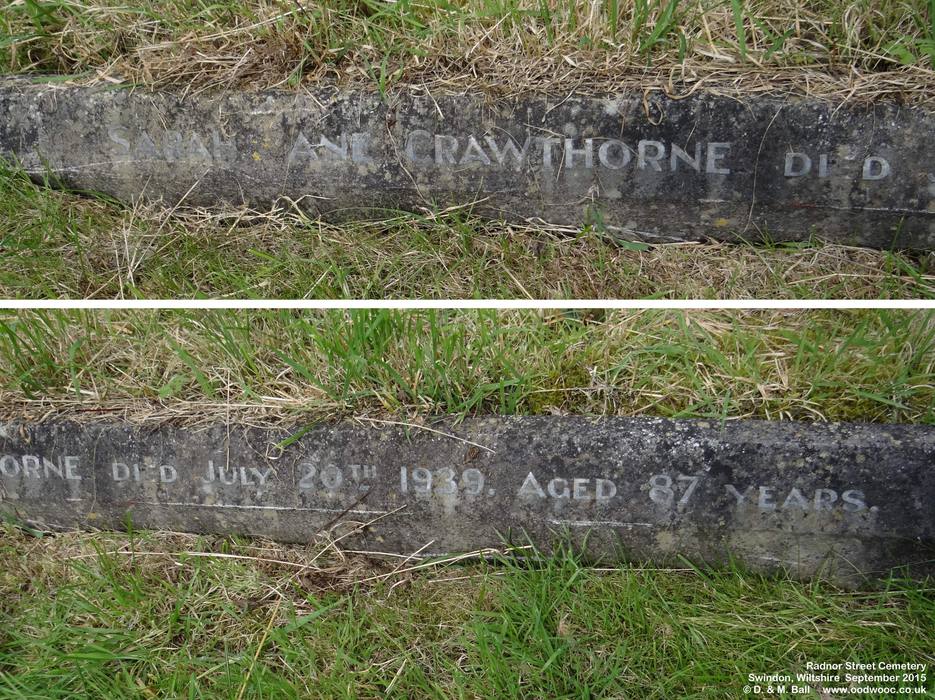 SARAH JANE CRAWTHORNE DIED
ORNE DIED JULY 20TH 1939. AGED 87 YEARS.
Radnor Street Cemetery
Swindon, Wiltshire September 2015
© D. & M. Ball www.oodwooc.co.uk